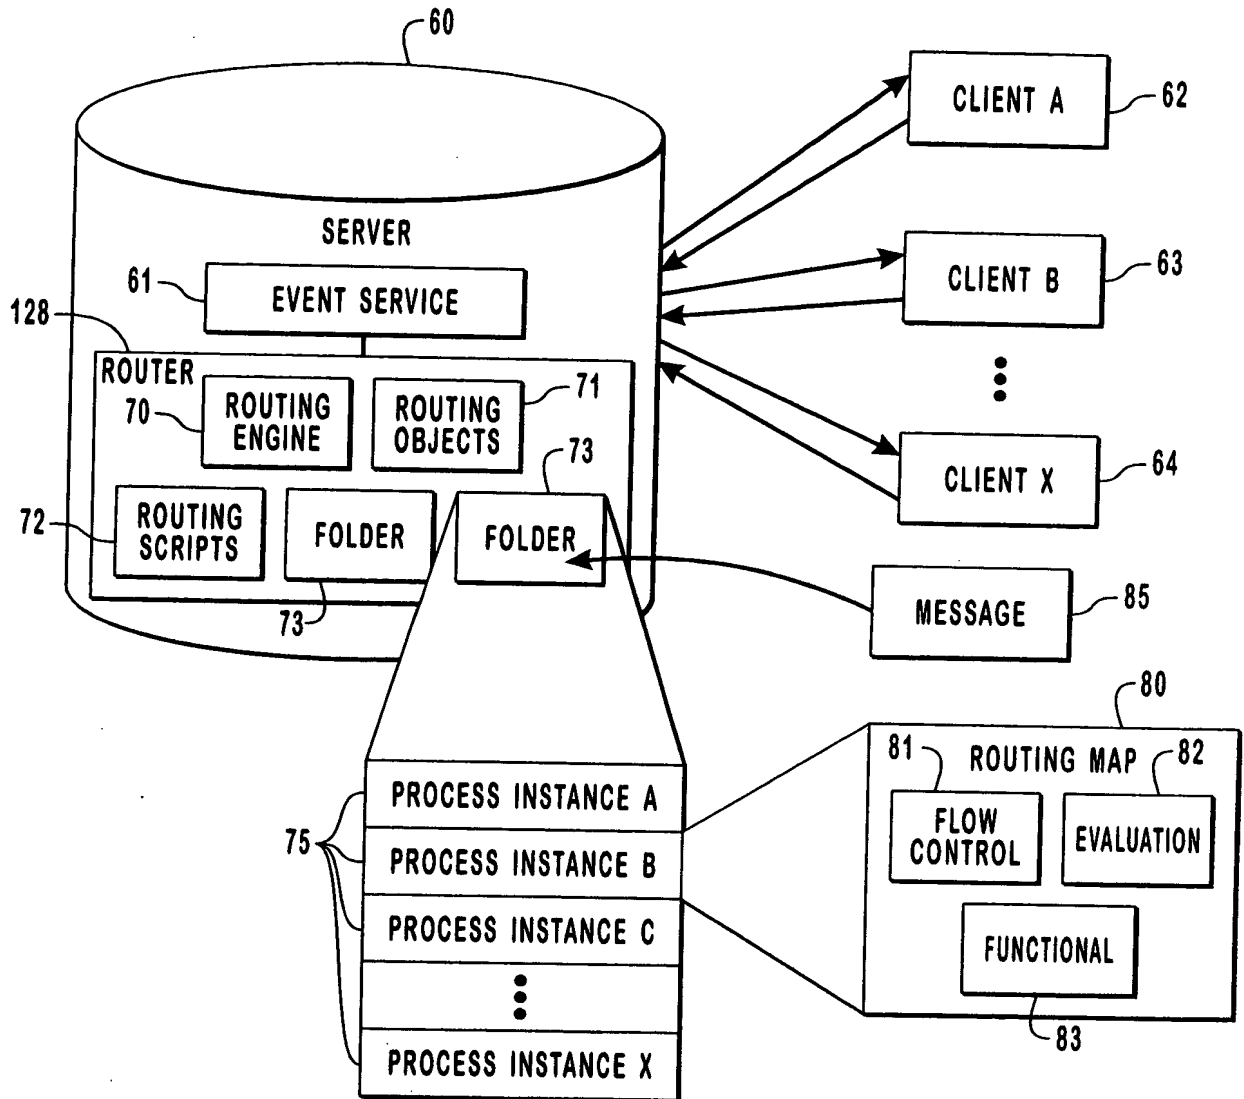 60
CLIENT A
62
SERVER
61
EVENT SERVICE
CLIENT B
63
128
ROUTER
70
ROUTING
ENGINE
71
ROUTING
OBJECTS
CLIENT X
64
72
ROUTING
SCRIPTS
FOLDER
73
73
FOLDER
MESSAGE
85
80
ROUTING MAP
81
FLOW
CONTROL
82
EVALUATION
FUNCTIONAL
83
75
PROCESS INSTANCE A
PROCESS INSTANCE B
PROCESS INSTANCE C
PROCESS INSTANCE X